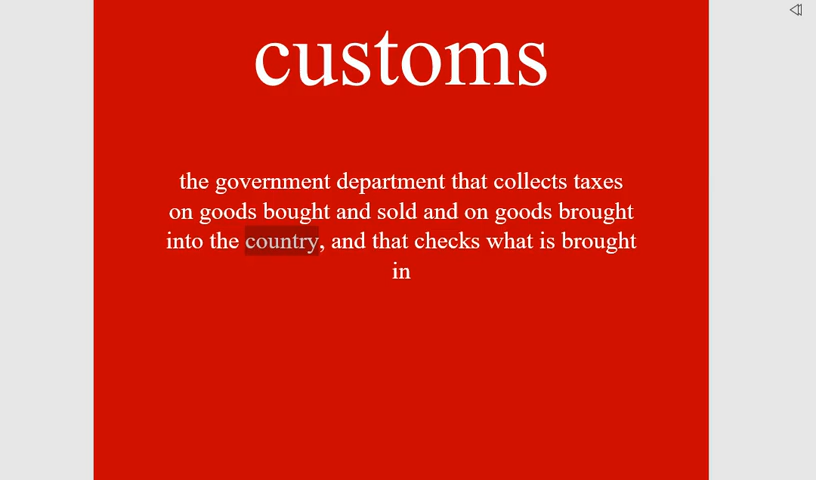 customs
the government department that collects taxes
on goods bought and sold and on goods brought
into the country, and that checks what is brought
in